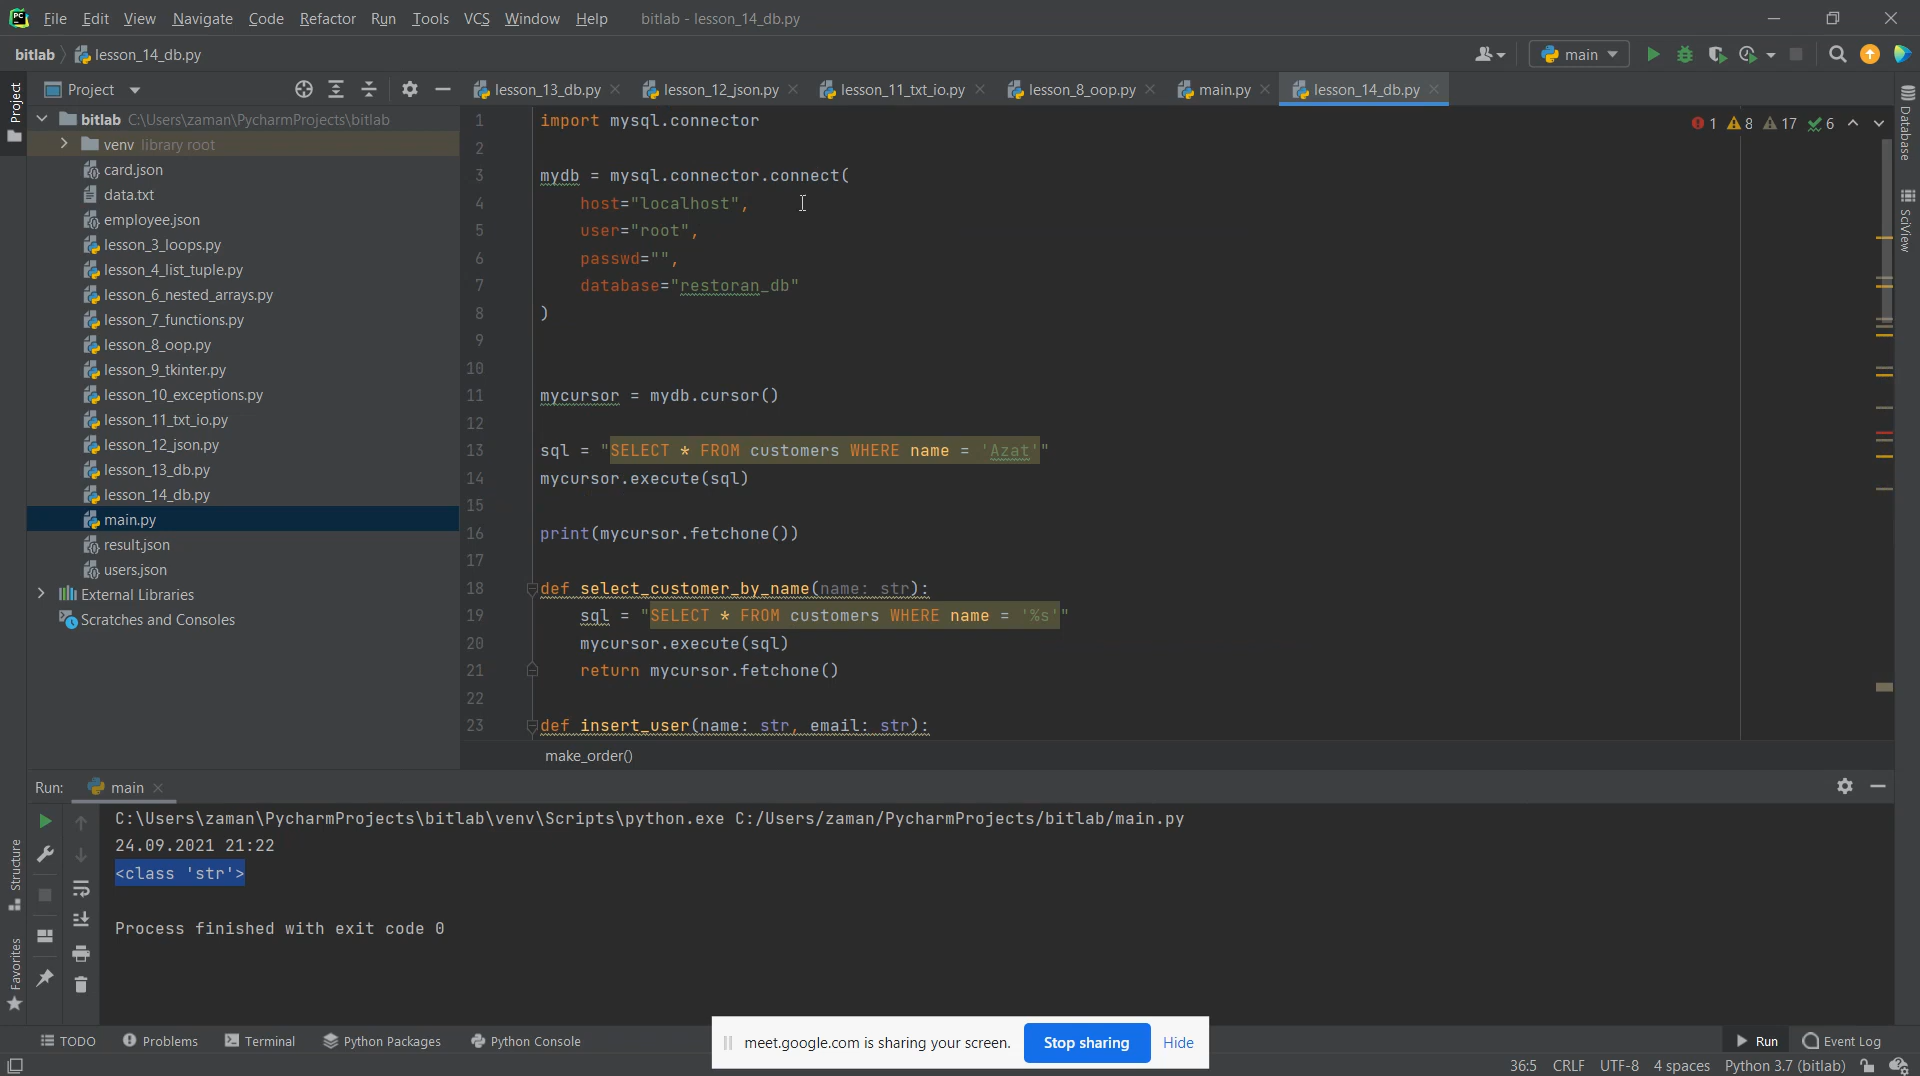 File Edit View Navigate Code Refactor Run Tools VCS Window Help bitlab - lesson_14_db.py
bitlab lesson_14_db.py main
Project
lesson_13_db.py lesson_12_json.py lesson_11_txt_io.py lesson_8_oop.py main.py lesson_14_db.py
Project
bitlab C:\Users\zaman\PycharmProjects\bitlab
venv library root
card.json
data.txt
employee.json
lesson_3_loops.py
lesson_4_list_tuple.py
lesson_6_nested_arrays.py
lesson_7_functions.py
lesson_8_oop.py
lesson_9_tkinter.py
lesson_10_exceptions.py
lesson_11_txt_io.py
lesson_12_json.py
lesson_13_db.py
lesson_14_db.py
main.py
result.json
users.json
External Libraries
Scratches and Consoles
1 import mysql.connector
2
3 mydb = mysql.connector.connect(
4 host="localhost",
5 user="root",
6 passwd="",
7 database="restoran_db"
8 )
9
10
11 mycursor = mydb.cursor()
12
13 sql = "SELECT * FROM customers WHERE name = 'Azat'"
14 mycursor.execute(sql)
15
16 print(mycursor.fetchone())
17
18 def select_customer_by_name(name: str):
19 sql = "SELECT * FROM customers WHERE name = '%s'"
20 mycursor.execute(sql)
21 return mycursor.fetchone()
22
23 def insert_user(name: str, email: str):
make_order()
1 8 17 6
Database
SciView
Run: main
C:\Users\zaman\PycharmProjects\bitlab\venv\Scripts\python.exe C:/Users/zaman/PycharmProjects/bitlab/main.py
24.09.2021 21:22
<class 'str'>
Process finished with exit code 0
Structure
Favorites
TODO Problems Terminal Python Packages Python Console
meet.google.com is sharing your screen. Stop sharing Hide
Run Event Log
36:5 CRLF UTF-8 4 spaces Python 3.7 (bitlab)